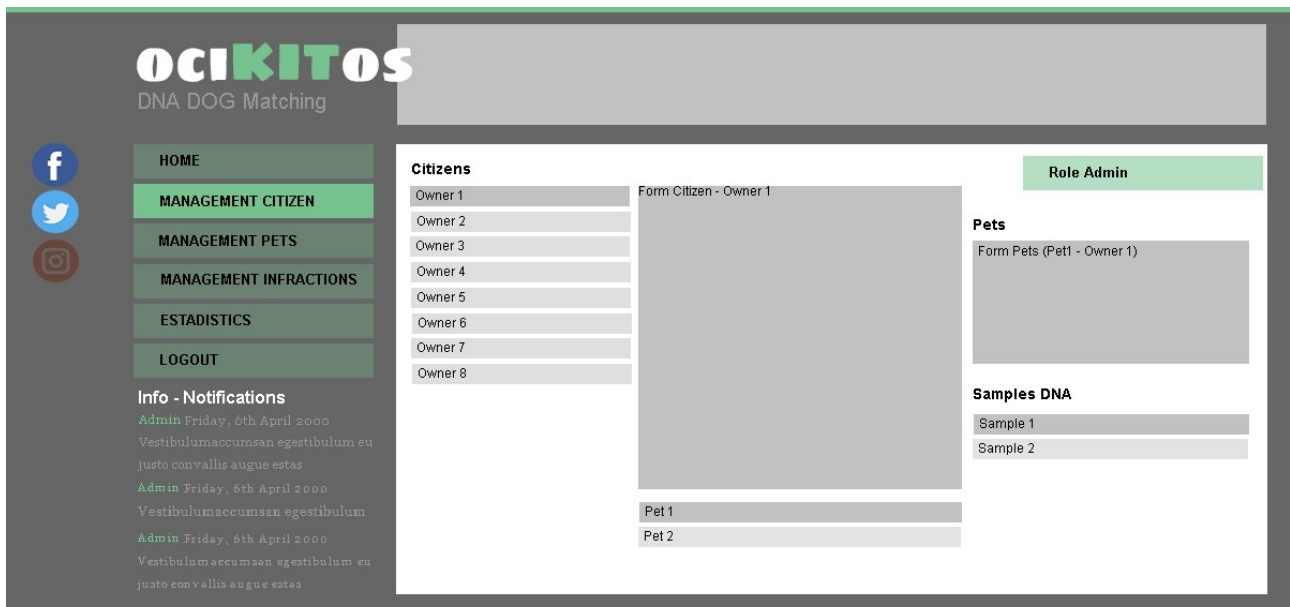 OCIKITOS
DNA DOG Matching
HOME
MANAGEMENT CITIZEN
MANAGEMENT PETS
MANAGEMENT INFRACTIONS
ESTADISTICS
LOGOUT
Info - Notifications
Admin Friday, 6th April 2000
Vestibulumaccumsan egestibulum eu
justo convallis augue estas
Admin Friday, 6th April 2000
Vestibulumaccumsan egestibulum
Admin Friday, 6th April 2000
Vestibulumaccumsan egestibulum eu
justo convallis augue estas
Citizens
Owner 1
Owner 2
Owner 3
Owner 4
Owner 5
Owner 6
Owner 7
Owner 8
Form Citizen - Owner 1
Pet 1
Pet 2
Role Admin
Pets
Form Pets (Pet1 - Owner 1)
Samples DNA
Sample 1
Sample 2